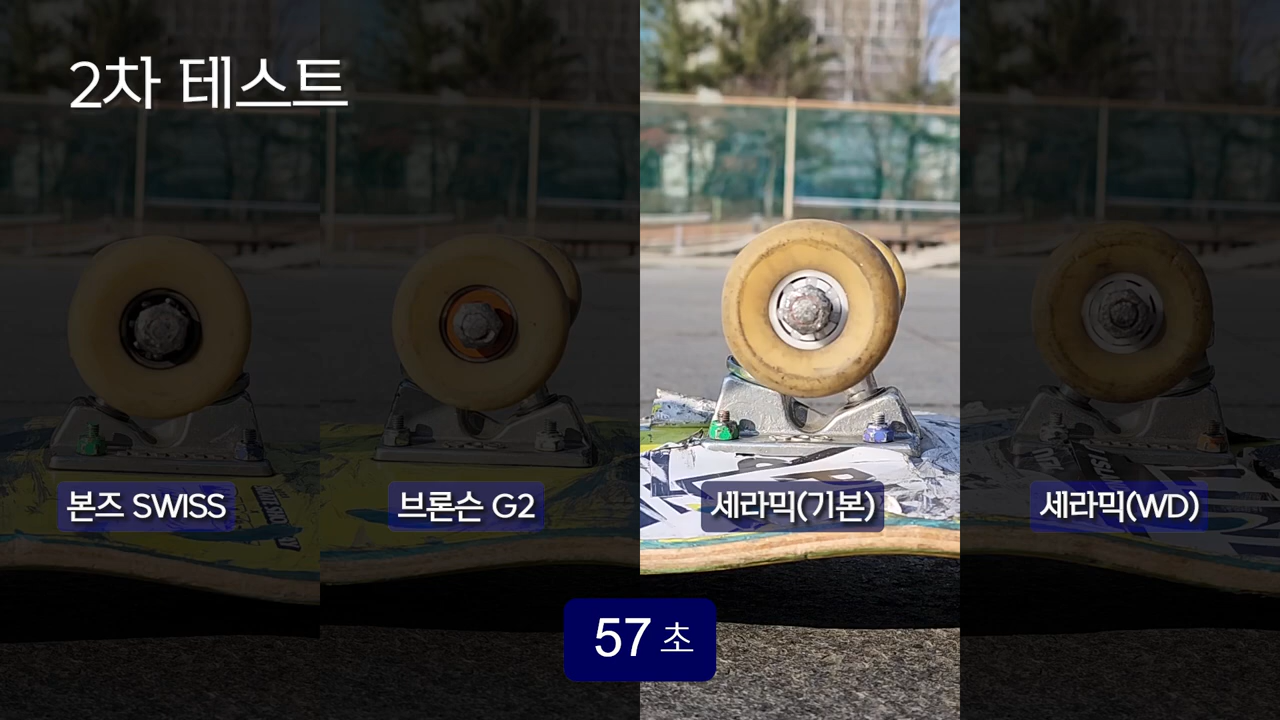 2차 테스트
본즈 SWISS
브론슨 G2
세라믹(기본)
세라믹(WD)
57 초